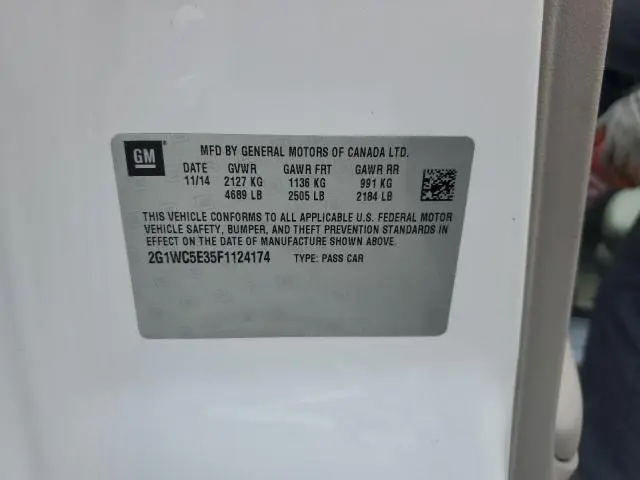 GM
MFD BY GENERAL MOTORS OF CANADA LTD.
DATE GVWR GAWR FRT GAWR RR
11/14 2127 KG 1136 KG 991 KG
4689 LB 2505 LB 2184 LB
THIS VEHICLE CONFORMS TO ALL APPLICABLE U.S. FEDERAL MOTOR
VEHICLE SAFETY, BUMPER, AND THEFT PREVENTION STANDARDS IN
EFFECT ON THE DATE OF MANUFACTURE SHOWN ABOVE.
2G1WC5E35F1124174 TYPE: PASS CAR